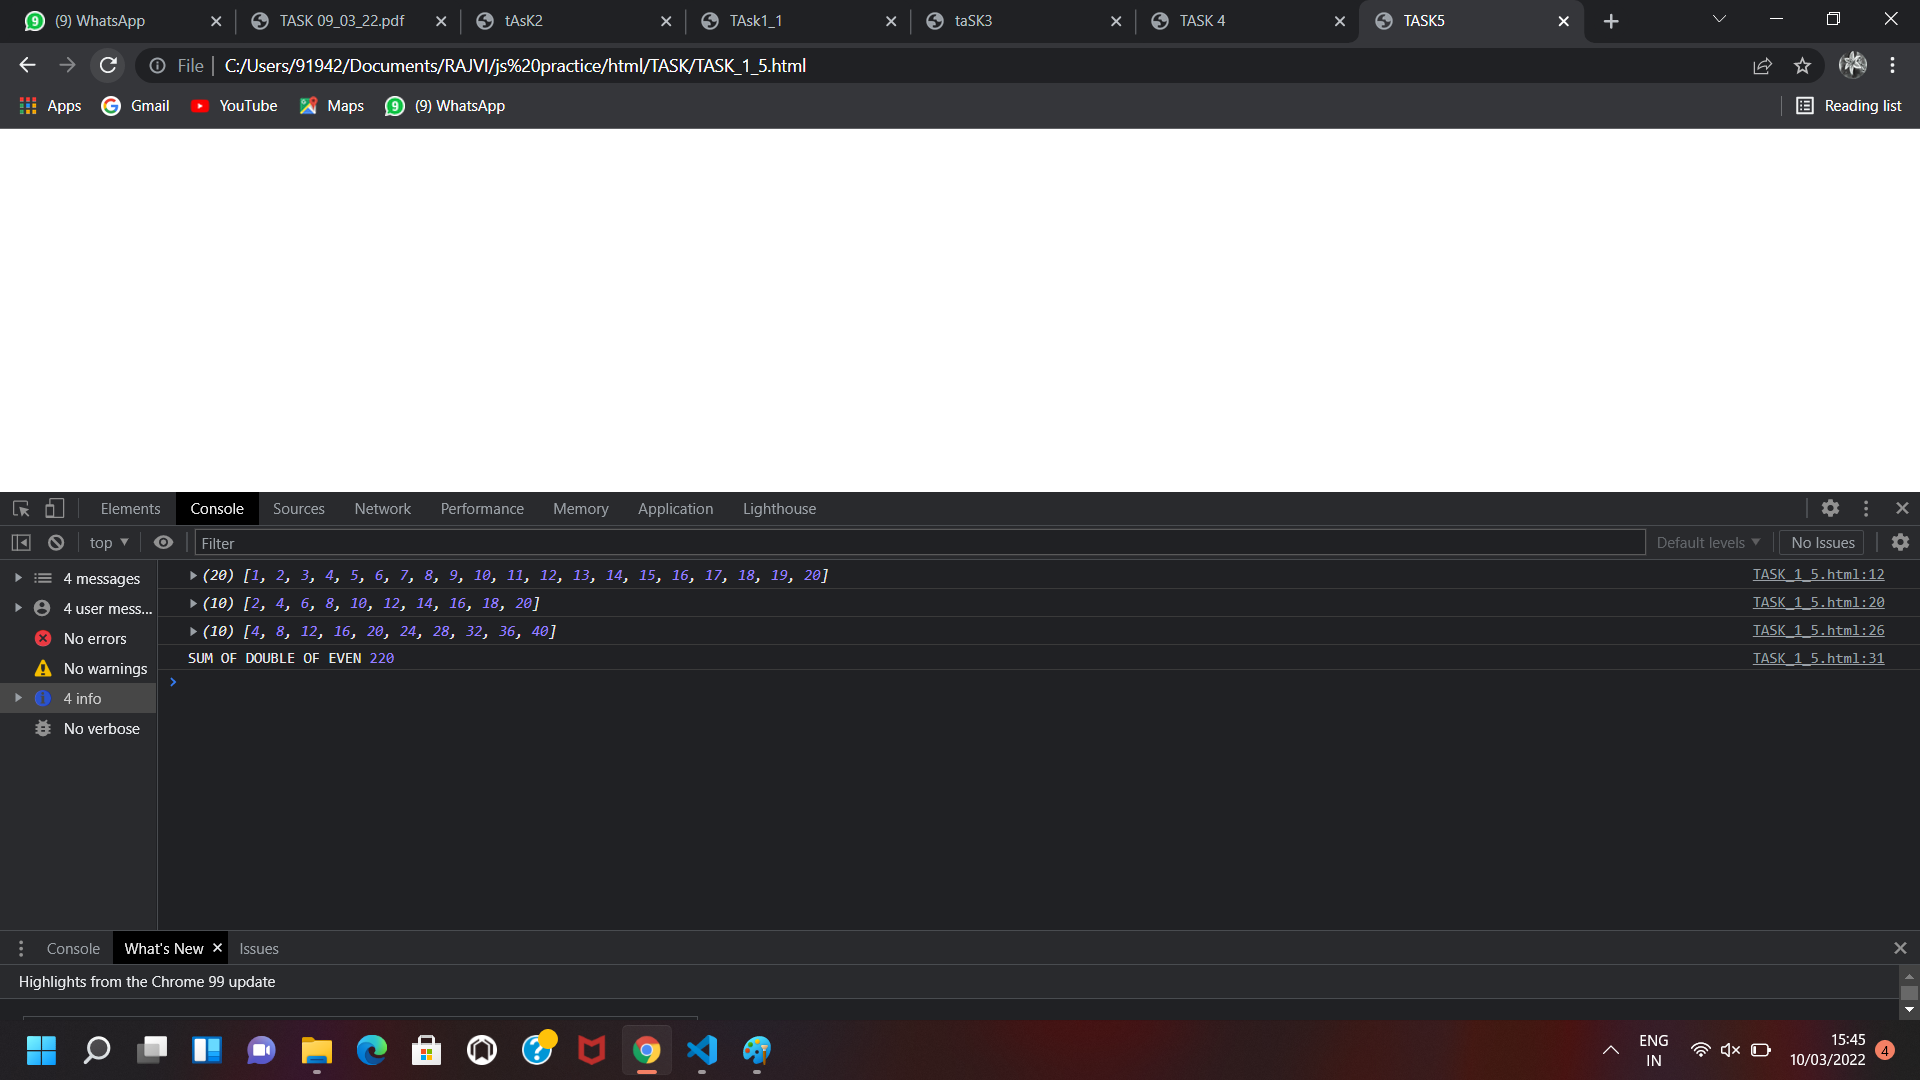 (9) WhatsApp TASK 09_03_22.pdf tAsK2 TAsk1_1 taSK3 TASK 4 TASK5
File C:/Users/91942/Documents/RAJVI/js%20practice/html/TASK/TASK_1_5.html
Apps Gmail YouTube Maps 9 (9) WhatsApp Reading list
Elements Console Sources Network Performance Memory Application Lighthouse
top Filter Default levels No Issues
4 messages
4 user mess...
No errors
No warnings
4 info
No verbose
(20) [1, 2, 3, 4, 5, 6, 7, 8, 9, 10, 11, 12, 13, 14, 15, 16, 17, 18, 19, 20] TASK_1_5.html:12
(10) [2, 4, 6, 8, 10, 12, 14, 16, 18, 20] TASK_1_5.html:20
(10) [4, 8, 12, 16, 20, 24, 28, 32, 36, 40] TASK_1_5.html:26
SUM OF DOUBLE OF EVEN 220 TASK_1_5.html:31
Console What's New Issues
Highlights from the Chrome 99 update
ENG
IN
15:45
10/03/2022
4